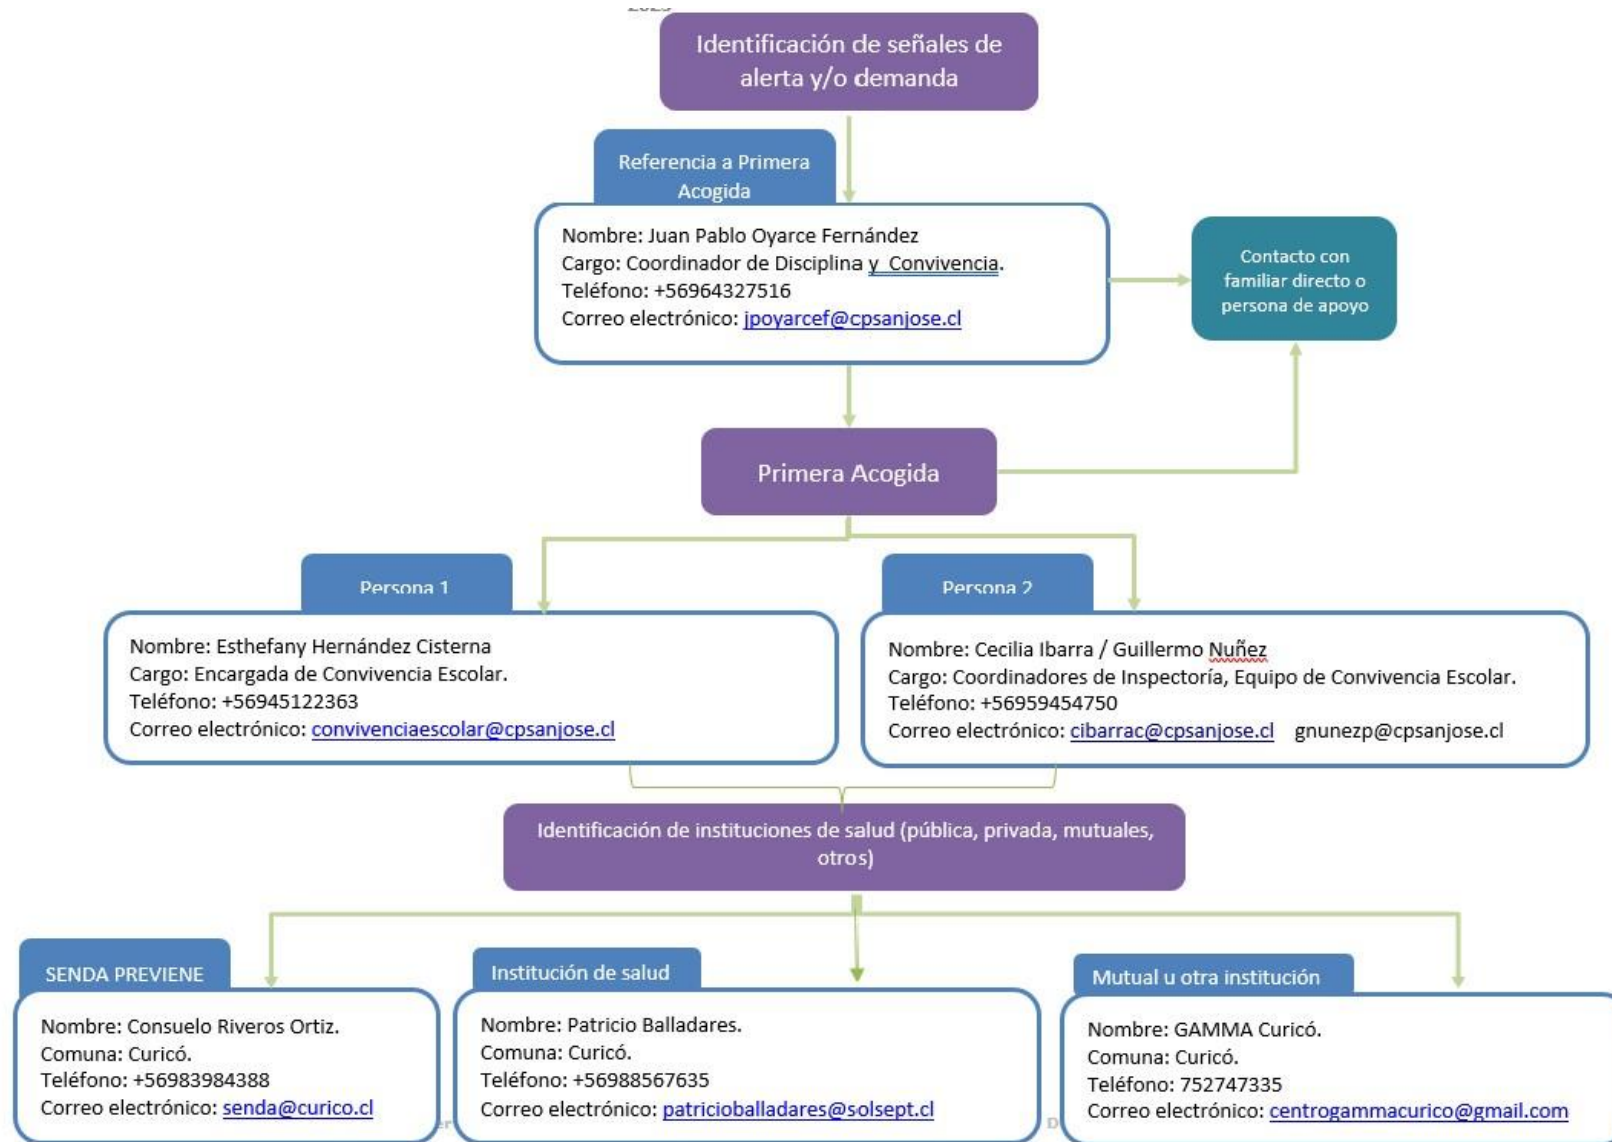 2023
Identificación de señales de
alerta y/o demanda
Referencia a Primera
Acogida
Nombre: Juan Pablo Oyarce Fernández
Cargo: Coordinador de Disciplina y  Convivencia.
Teléfono: +56964327516
Correo electrónico: jpoyarcef@cpsanjose.cl
Contacto con
familiar directo o
persona de apoyo
Primera Acogida
Persona 1
Nombre: Esthefany Hernández Cisterna
Cargo: Encargada de Convivencia Escolar.
Teléfono: +56945122363
Correo electrónico: convivenciaescolar@cpsanjose.cl
Persona 2
Nombre: Cecilia Ibarra / Guillermo Nuñez
Cargo: Coordinadores de Inspectoría, Equipo de Convivencia Escolar.
Teléfono: +56959454750
Correo electrónico: cibarrac@cpsanjose.cl   gnunezp@cpsanjose.cl
Identificación de instituciones de salud (pública, privada, mutuales,
otros)
SENDA PREVIENE
Nombre: Consuelo Riveros Ortiz.
Comuna: Curicó.
Teléfono: +56983984388
Correo electrónico: senda@curico.cl
Institución de salud
Nombre: Patricio Balladares.
Comuna: Curicó.
Teléfono: +56988567635
Correo electrónico: patricioballadares@solsept.cl
Mutual u otra institución
Nombre: GAMMA Curicó.
Comuna: Curicó.
Teléfono: 752747335
Correo electrónico: centrogammacurico@gmail.com